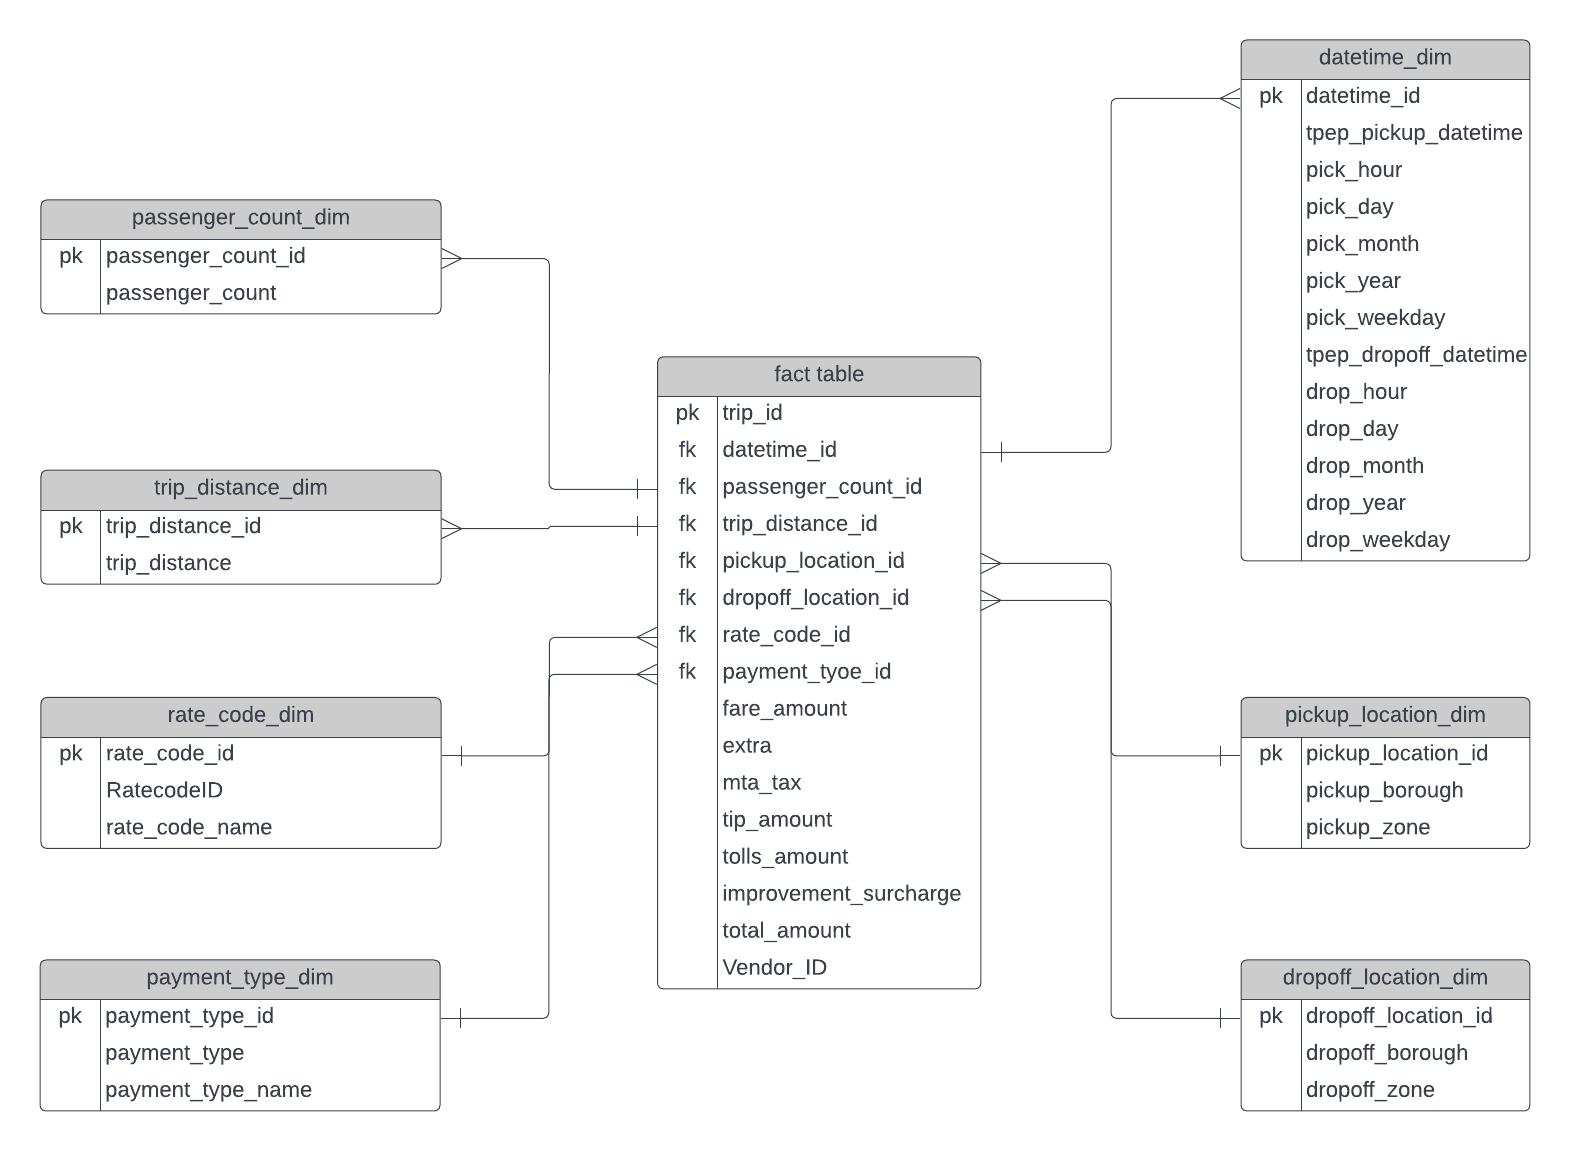 datetime_dim
pk datetime_id
tpep_pickup_datetime
pick_hour
pick_day
pick_month
pick_year
pick_weekday
tpep_dropoff_datetime
drop_hour
drop_day
drop_month
drop_year
drop_weekday
passenger_count_dim
pk passenger_count_id
passenger_count
trip_distance_dim
pk trip_distance_id
trip_distance
rate_code_dim
pk rate_code_id
RatecodeID
rate_code_name
payment_type_dim
pk payment_type_id
payment_type
payment_type_name
fact table
pk trip_id
fk datetime_id
fk passenger_count_id
fk trip_distance_id
fk pickup_location_id
fk dropoff_location_id
fk rate_code_id
fk payment_tyoe_id
fare_amount
extra
mta_tax
tip_amount
tolls_amount
improvement_surcharge
total_amount
Vendor_ID
pickup_location_dim
pk pickup_location_id
pickup_borough
pickup_zone
dropoff_location_dim
pk dropoff_location_id
dropoff_borough
dropoff_zone